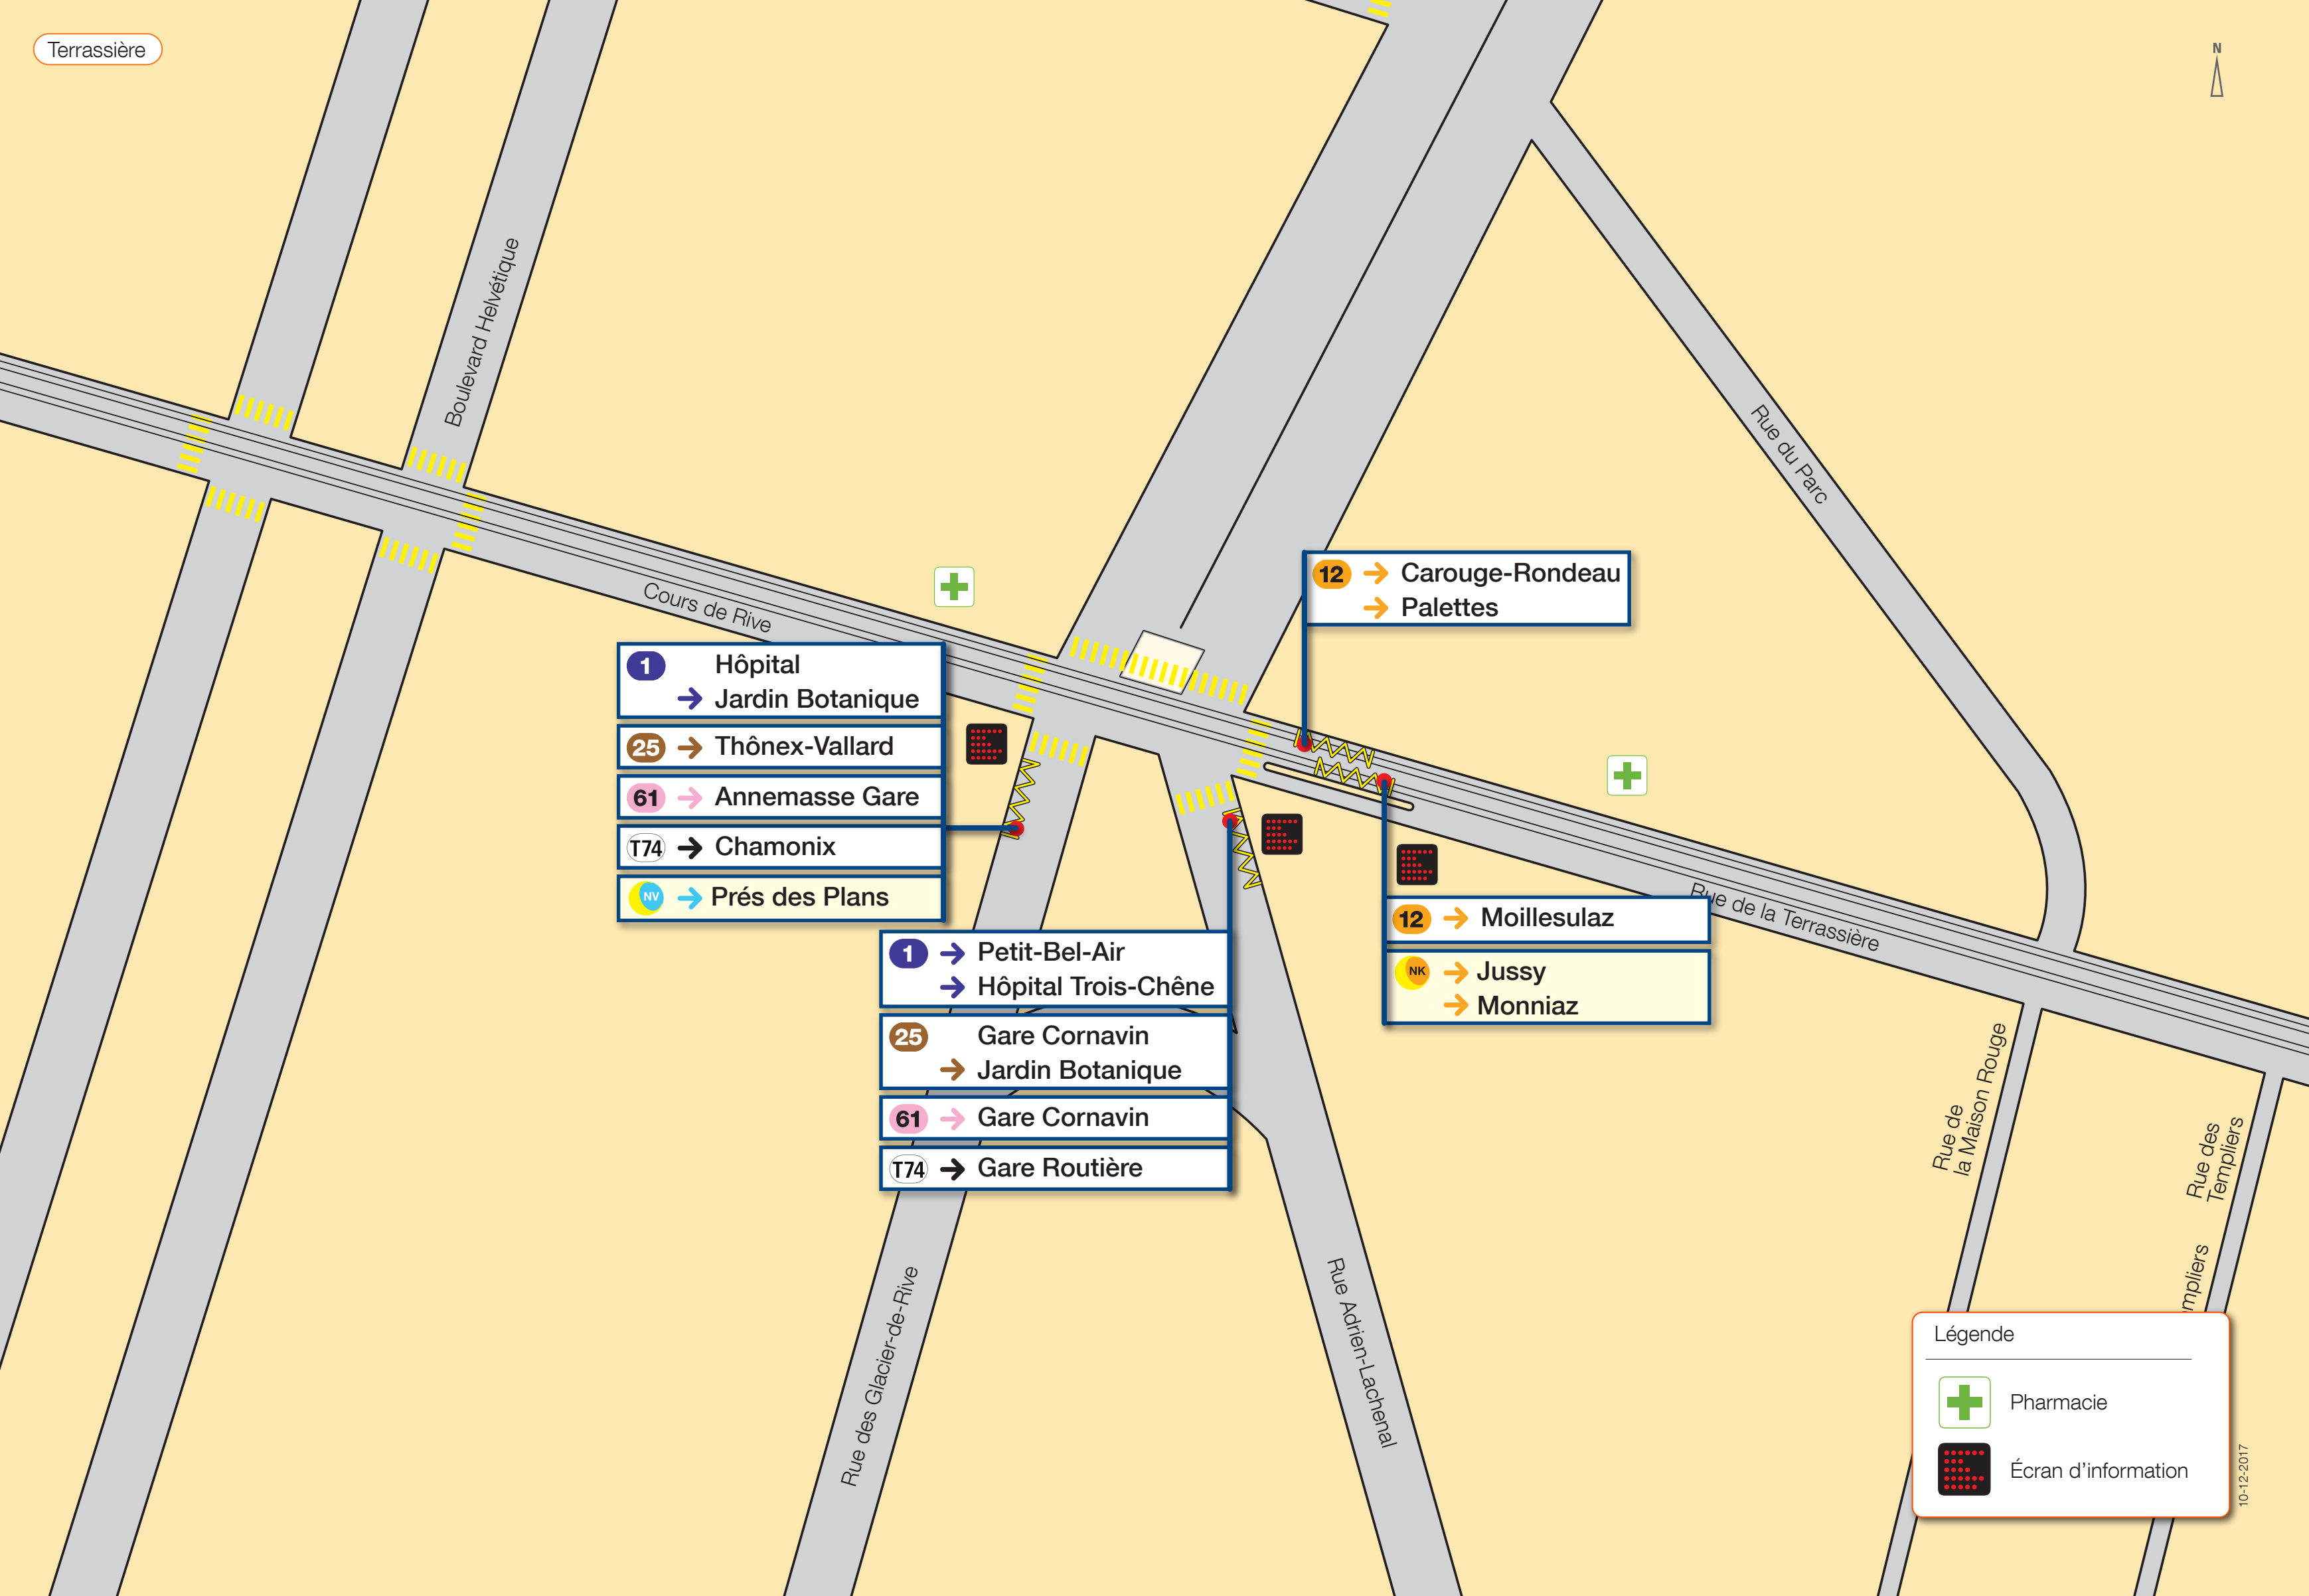 Terrassière
N
Boulevard Helvétique
Rue du Parc
Cours de Rive
12 Carouge-Rondeau
Palettes
1 Hôpital
Jardin Botanique
25 Thônex-Vallard
61 Annemasse Gare
T74 Chamonix
NV Prés des Plans
Rue de la Terrassière
12 Moillesulaz
NK Jussy
Monniaz
1 Petit-Bel-Air
Hôpital Trois-Chêne
25 Gare Cornavin
Jardin Botanique
61 Gare Cornavin
T74 Gare Routière
Rue de
la Maison Rouge
Rue des
Templiers
Rue des Glacier-de-Rive
Rue Adrien-Lachenal
Légende
Pharmacie
Écran d’information
10-12-2017